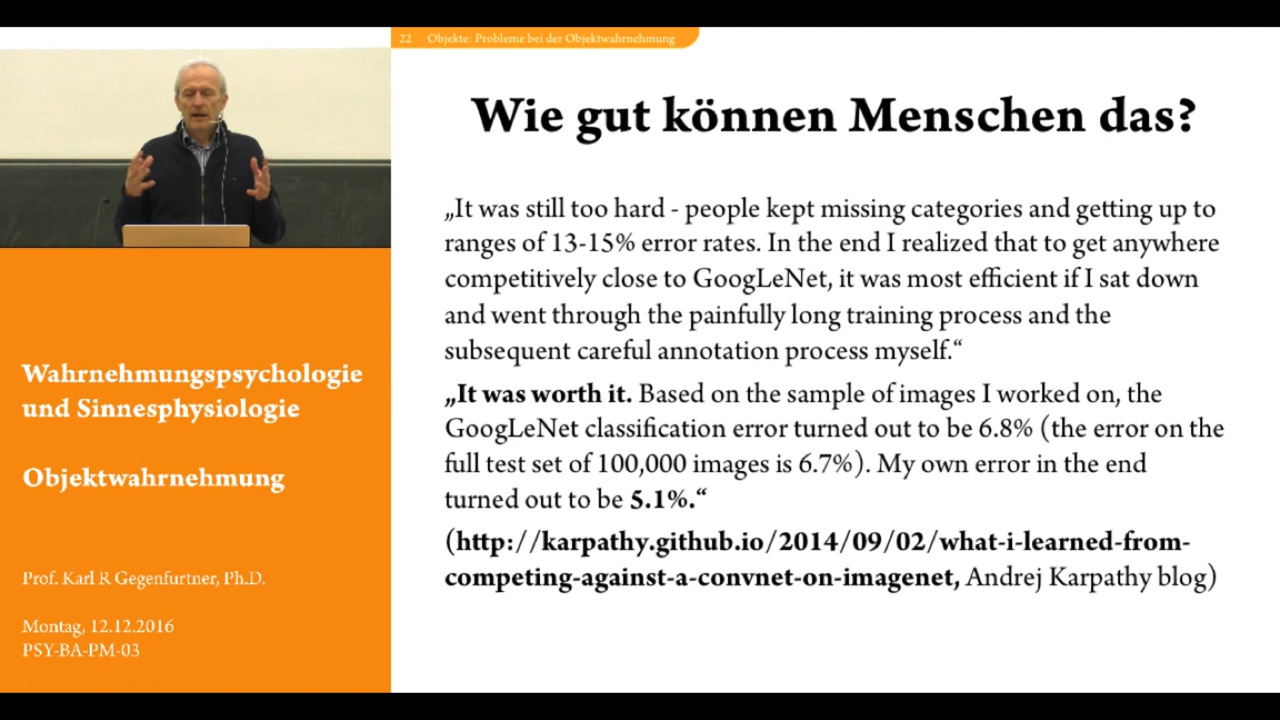 22 Objekte: Probleme bei der Objektwahrnehmung
Wie gut können Menschen das?
„It was still too hard - people kept missing categories and getting up to
ranges of 13-15% error rates. In the end I realized that to get anywhere
competitively close to GoogLeNet, it was most efficient if I sat down
and went through the painfully long training process and the
subsequent careful annotation process myself.“
„It was worth it. Based on the sample of images I worked on, the
GoogLeNet classification error turned out to be 6.8% (the error on the
full test set of 100,000 images is 6.7%). My own error in the end
turned out to be 5.1%.“
(http://karpathy.github.io/2014/09/02/what-i-learned-from-
competing-against-a-convnet-on-imagenet, Andrej Karpathy blog)
Wahrnehmungspsychologie
und Sinnesphysiologie
Objektwahrnehmung
Prof. Karl R Gegenfurtner, Ph.D.
Montag, 12.12.2016
PSY-BA-PM-03